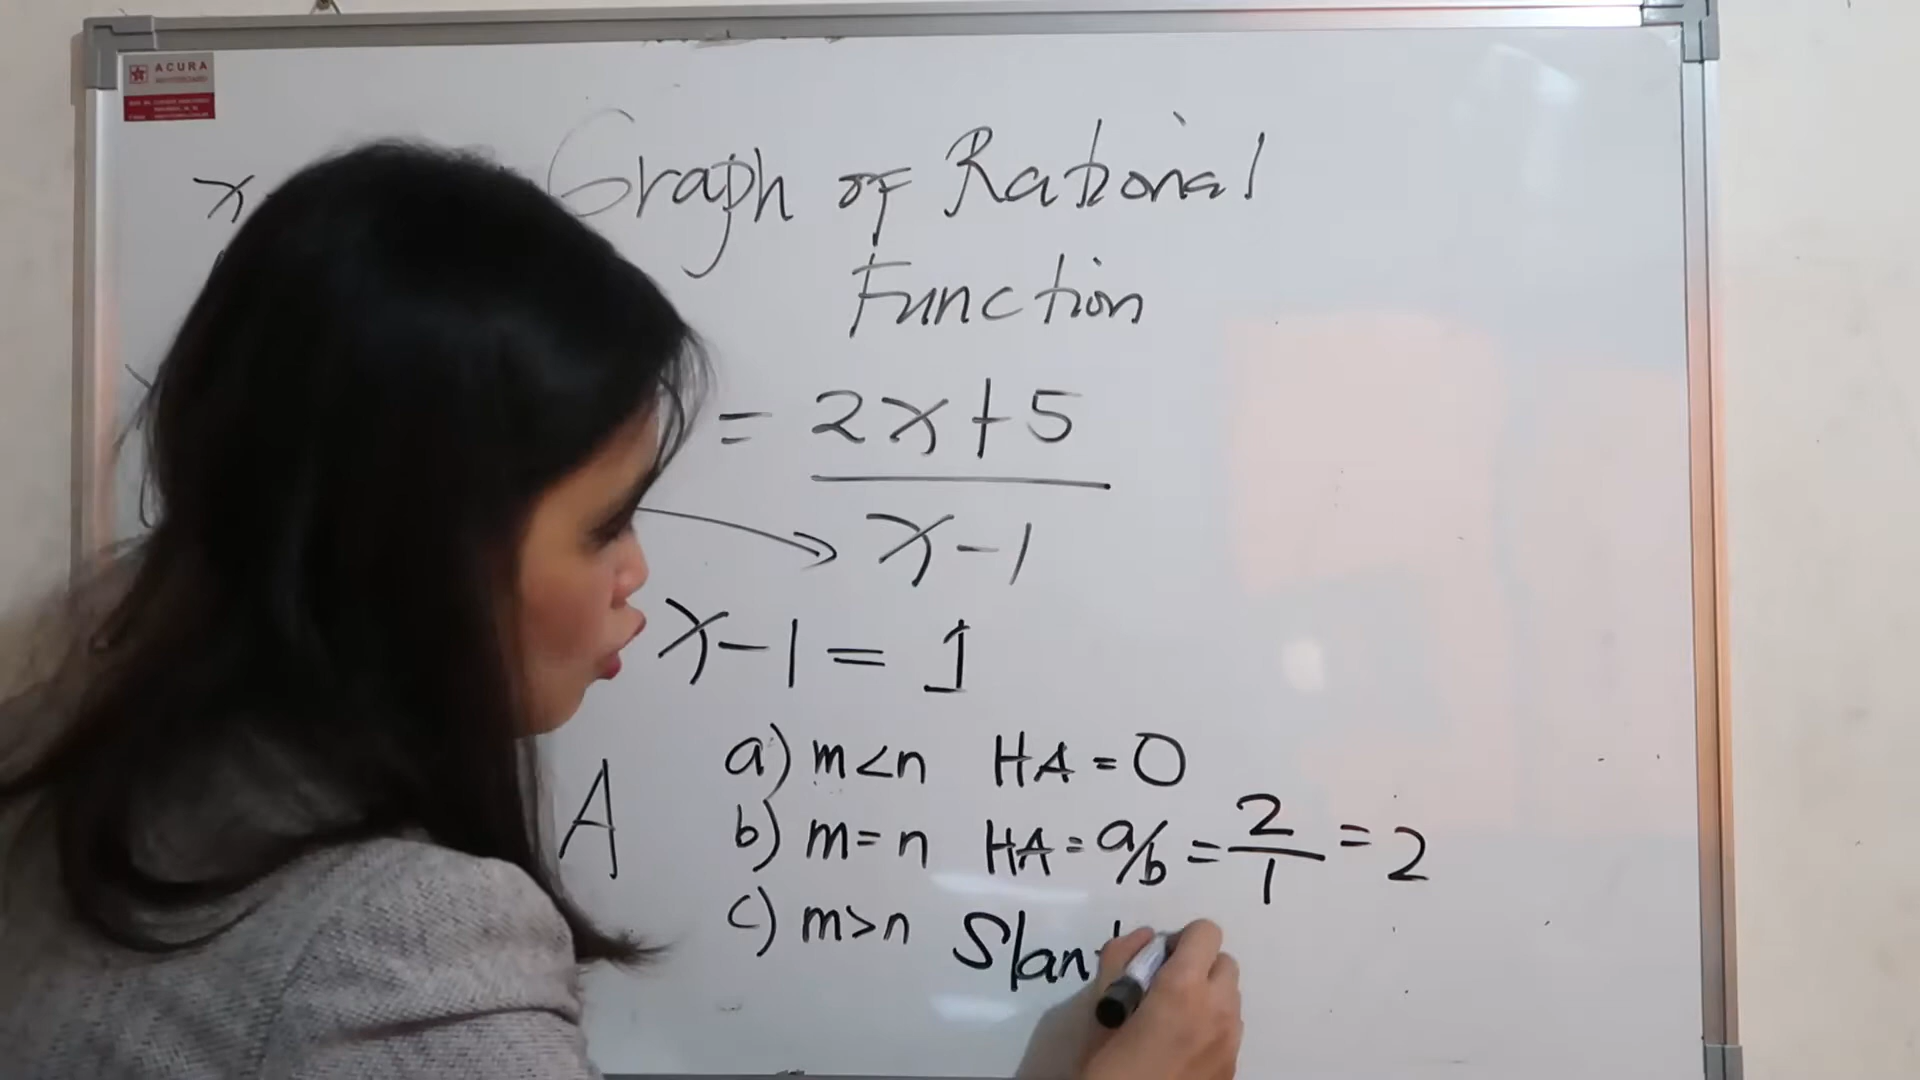 ACURA
x
Graph of Rational
Function
= 2x+5
x-1
x-1 = 1
A
a) m<n HA = 0
b) m=n HA = a/b = 2/1 = 2
c) m>n Slant